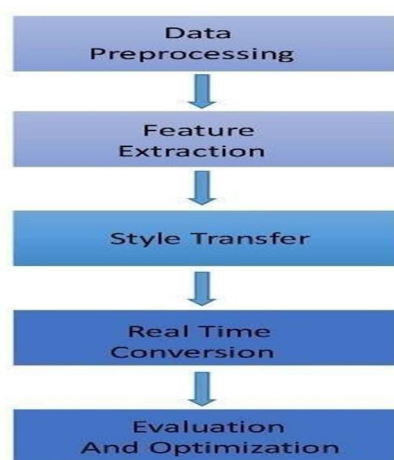 Data
Preprocessing
Feature
Extraction
Style Transfer
Real Time
Conversion
Evaluation
And Optimization